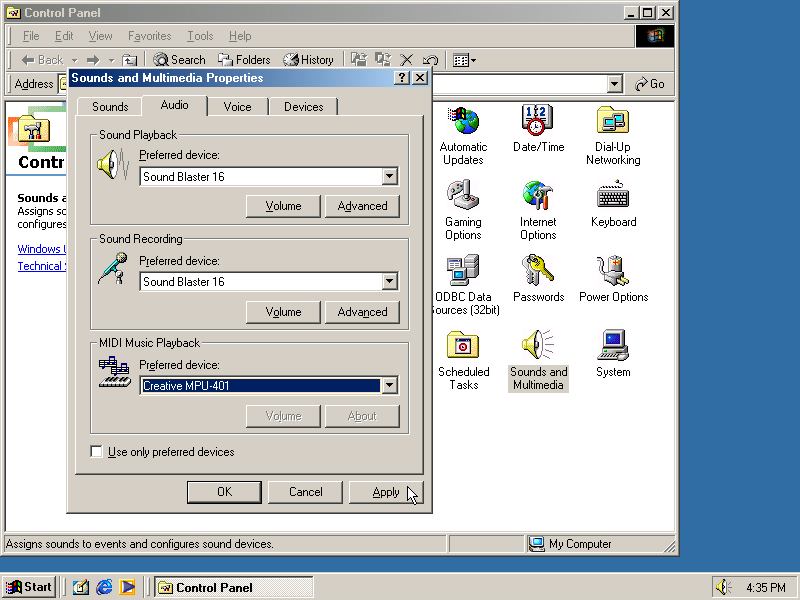 Control Panel
File Edit View Favorites Tools Help
Back Search Folders History
Address Go
Sounds and Multimedia Properties
Sounds Audio Voice Devices
Sound Playback
Preferred device:
Sound Blaster 16
Volume Advanced
Sound Recording
Preferred device:
Sound Blaster 16
Volume Advanced
MIDI Music Playback
Preferred device:
Creative MPU-401
Volume About
Use only preferred devices
OK Cancel Apply
Contr
Sounds a
Assigns so
configures
Windows U
Technical
Automatic
Updates
Date/Time
Dial-Up
Networking
Gaming
Options
Internet
Options
Keyboard
ODBC Data
ources (32bit)
Passwords
Power Options
Scheduled
Tasks
Sounds and
Multimedia
System
Assigns sounds to events and configures sound devices. My Computer
Start Control Panel 4:35 PM